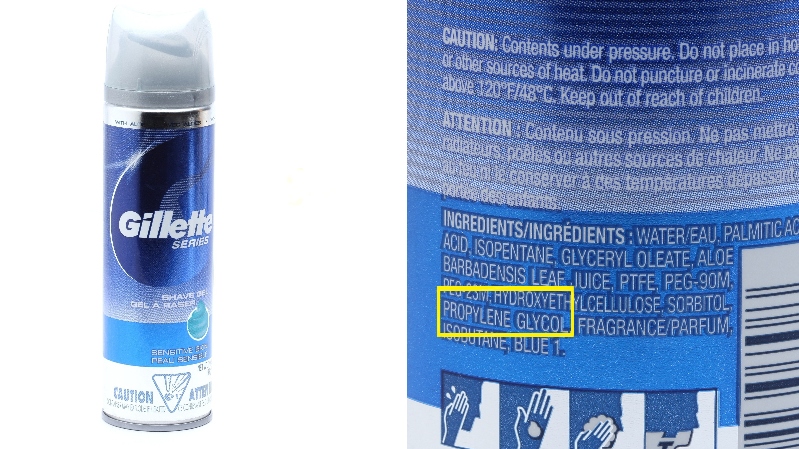 Gillette
SERIES
SHAVE GEL
GEL À RASER
SENSITIVE SKIN
PEAU SENSIBLE
CAUTION
CAUTION: Contents under pressure. Do not place in
or other sources of heat. Do not puncture or incinerate
above 120°F/48°C. Keep out of reach of children.
ATTENTION : Contenu sous pression. Ne pas mettre
radiateurs, poêles ou autres sources de chaleur. Ne
ou conserver à des températures dépassant
INGREDIENTS/INGRÉDIENTS : WATER/EAU, PALMITIC
ACID, ISOPENTANE, GLYCERYL OLEATE, ALOE
BARBADENSIS LEAF JUICE, PTFE, PEG-90M,
PEG-23M, HYDROXYETHYLCELLULOSE, SORBITOL,
PROPYLENE GLYCOL, FRAGRANCE/PARFUM,
ISOBUTANE, BLUE 1.